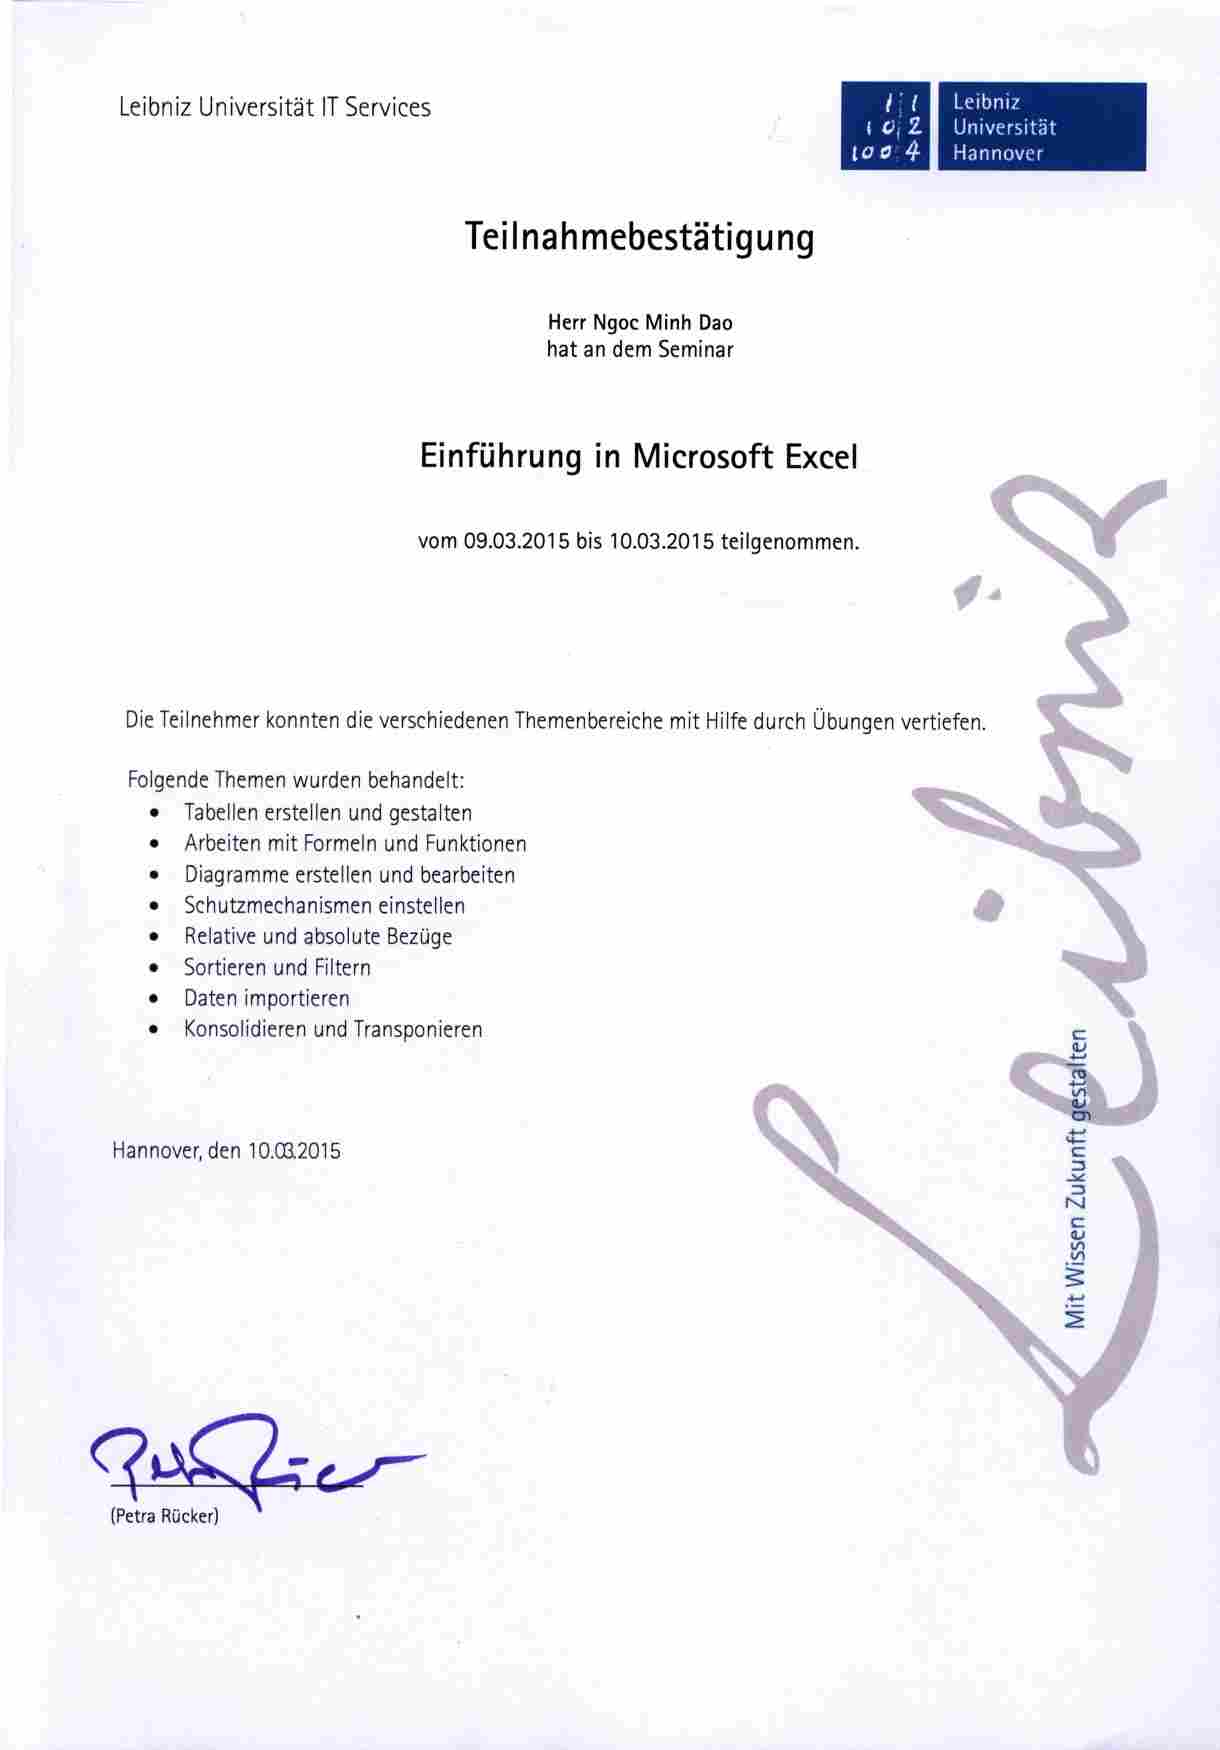 Leibniz Universität IT Services
1 1
1 0 2
1 0 0 4
Leibniz
Universität
Hannover
Teilnahmebestätigung
Herr Ngoc Minh Dao
hat an dem Seminar
Einführung in Microsoft Excel
vom 09.03.2015 bis 10.03.2015 teilgenommen.
Die Teilnehmer konnten die verschiedenen Themenbereiche mit Hilfe durch Übungen vertiefen.
Folgende Themen wurden behandelt:
• Tabellen erstellen und gestalten
• Arbeiten mit Formeln und Funktionen
• Diagramme erstellen und bearbeiten
• Schutzmechanismen einstellen
• Relative und absolute Bezüge
• Sortieren und Filtern
• Daten importieren
• Konsolidieren und Transponieren
Hannover, den 10.03.2015
Leibniz
Mit Wissen Zukunft gestalten
Petra Rücker
(Petra Rücker)